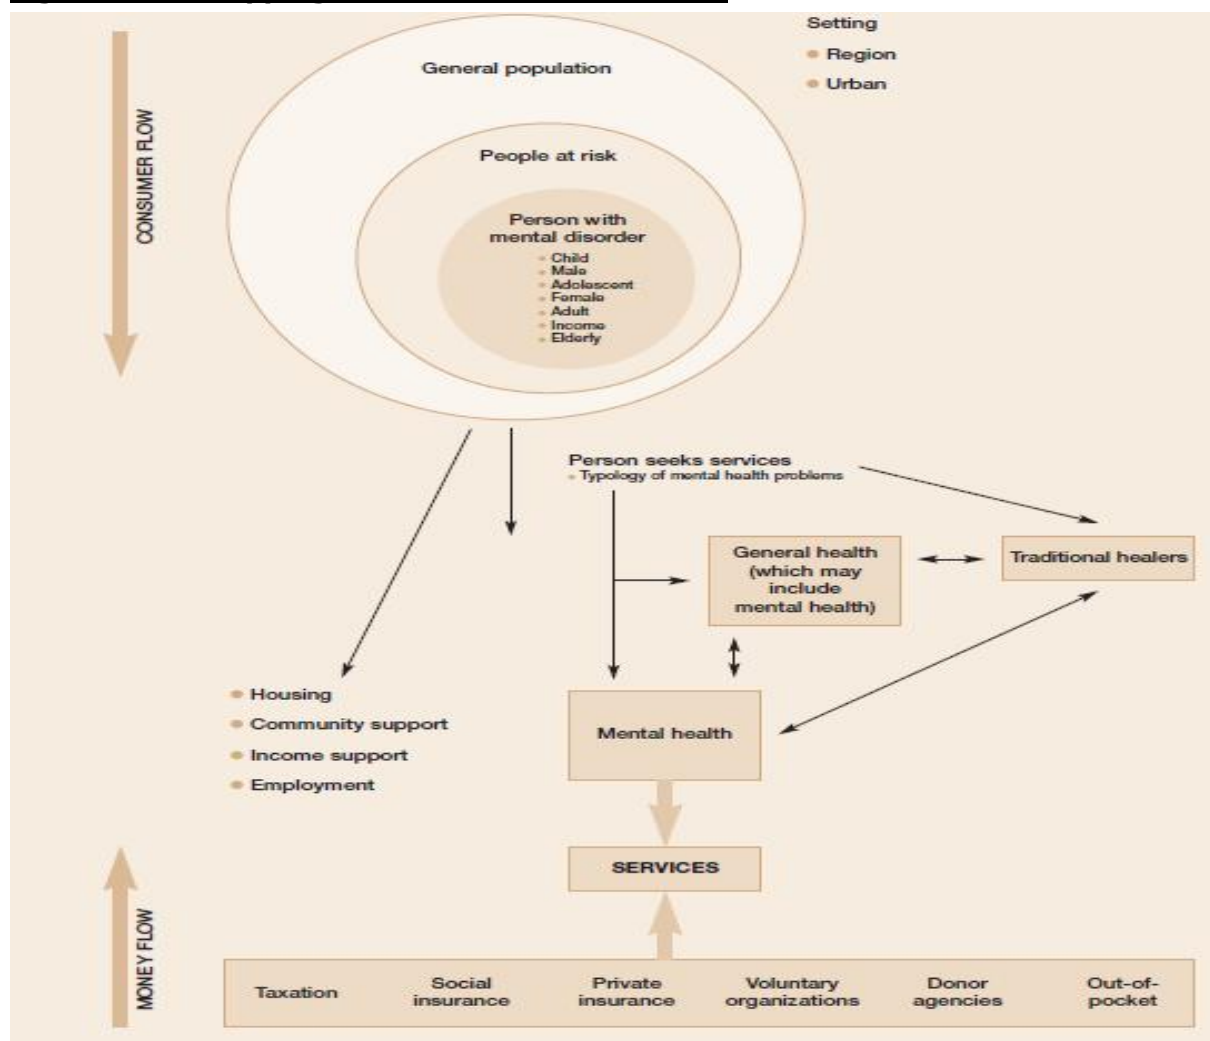 Setting
Region
Urban
CONSUMER FLOW
General population
People at risk
Person with
mental disorder
Child
Male
Adolescent
Female
Adult
Income
Elderly
Person seeks services
Typology of mental health problems
General health
(which may
include
mental health)
Traditional healers
Housing
Community support
Income support
Employment
Mental health
SERVICES
MONEY FLOW
Taxation
Social
insurance
Private
insurance
Voluntary
organizations
Donor
agencies
Out-of-
pocket